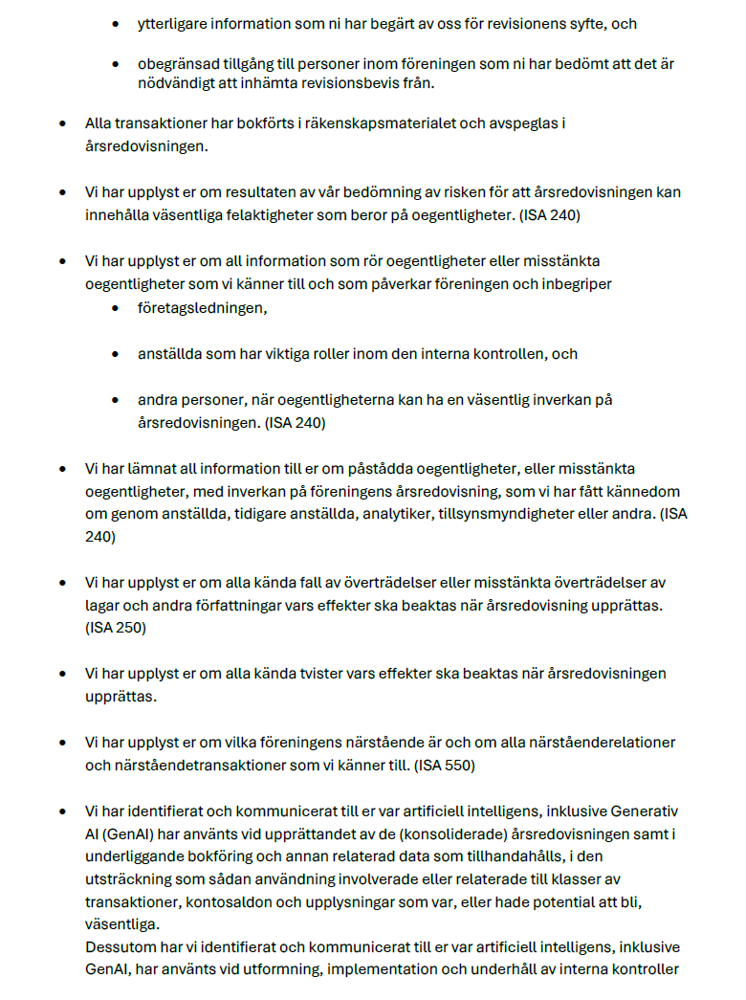 • ytterligare information som ni har begärt av oss för revisionens syfte, och
• obegränsad tillgång till personer inom föreningen som ni har bedömt att det är
nödvändigt att inhämta revisionsbevis från.
• Alla transaktioner har bokförts i räkenskapsmaterialet och avspeglas i
årsredovisningen.
• Vi har upplyst er om resultaten av vår bedömning av risken för att årsredovisningen kan
innehålla väsentliga felaktigheter som beror på oegentligheter. (ISA 240)
• Vi har upplyst er om all information som rör oegentligheter eller misstänkta
oegentligheter som vi känner till och som påverkar föreningen och inbegriper
• företagsledningen,
• anställda som har viktiga roller inom den interna kontrollen, och
• andra personer, när oegentligheterna kan ha en väsentlig inverkan på
årsredovisningen. (ISA 240)
• Vi har lämnat all information till er om påstådda oegentligheter, eller misstänkta
oegentligheter, med inverkan på föreningens årsredovisning, som vi har fått kännedom
om genom anställda, tidigare anställda, analytiker, tillsynsmyndigheter eller andra. (ISA
240)
• Vi har upplyst er om alla kända fall av överträdelser eller misstänkta överträdelser av
lagar och andra författningar vars effekter ska beaktas när årsredovisning upprättas.
(ISA 250)
• Vi har upplyst er om alla kända tvister vars effekter ska beaktas när årsredovisningen
upprättas.
• Vi har upplyst er om vilka föreningens närstående är och om alla närståenderelationer
och närståendetransaktioner som vi känner till. (ISA 550)
• Vi har identifierat och kommunicerat till er var artificiell intelligens, inklusive Generativ
AI (GenAI) har använts vid upprättandet av de (konsoliderade) årsredovisningen samt i
underliggande bokföring och annan relaterad data som tillhandahålls, i den
utsträckning som sådan användning involverade eller relaterade till klasser av
transaktioner, kontosaldon och upplysningar som var, eller hade potential att bli,
väsentliga.
Dessutom har vi identifierat och kommunicerat till er var artificiell intelligens, inklusive
GenAI, har använts vid utformning, implementation och underhåll av interna kontroller